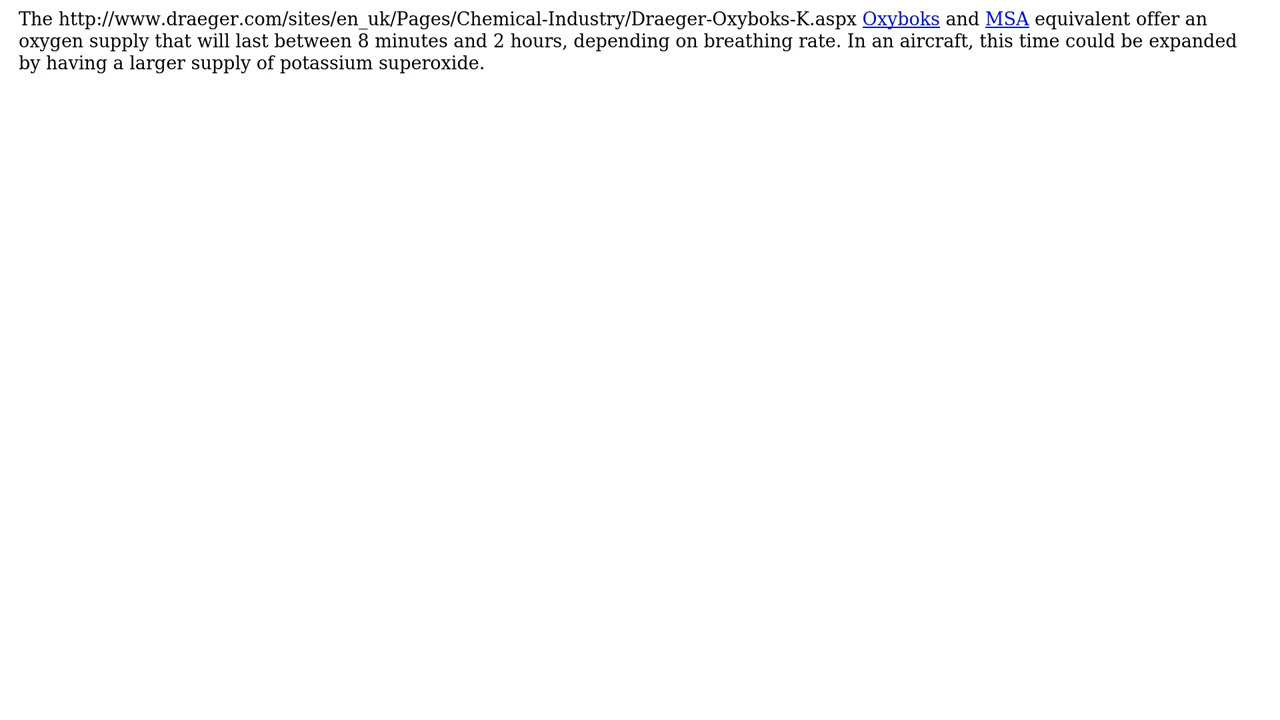 The http://www.draeger.com/sites/en_uk/Pages/Chemical-Industry/Draeger-Oxyboks-K.aspx Oxyboks and MSA equivalent offer an
oxygen supply that will last between 8 minutes and 2 hours, depending on breathing rate. In an aircraft, this time could be expanded
by having a larger supply of potassium superoxide.